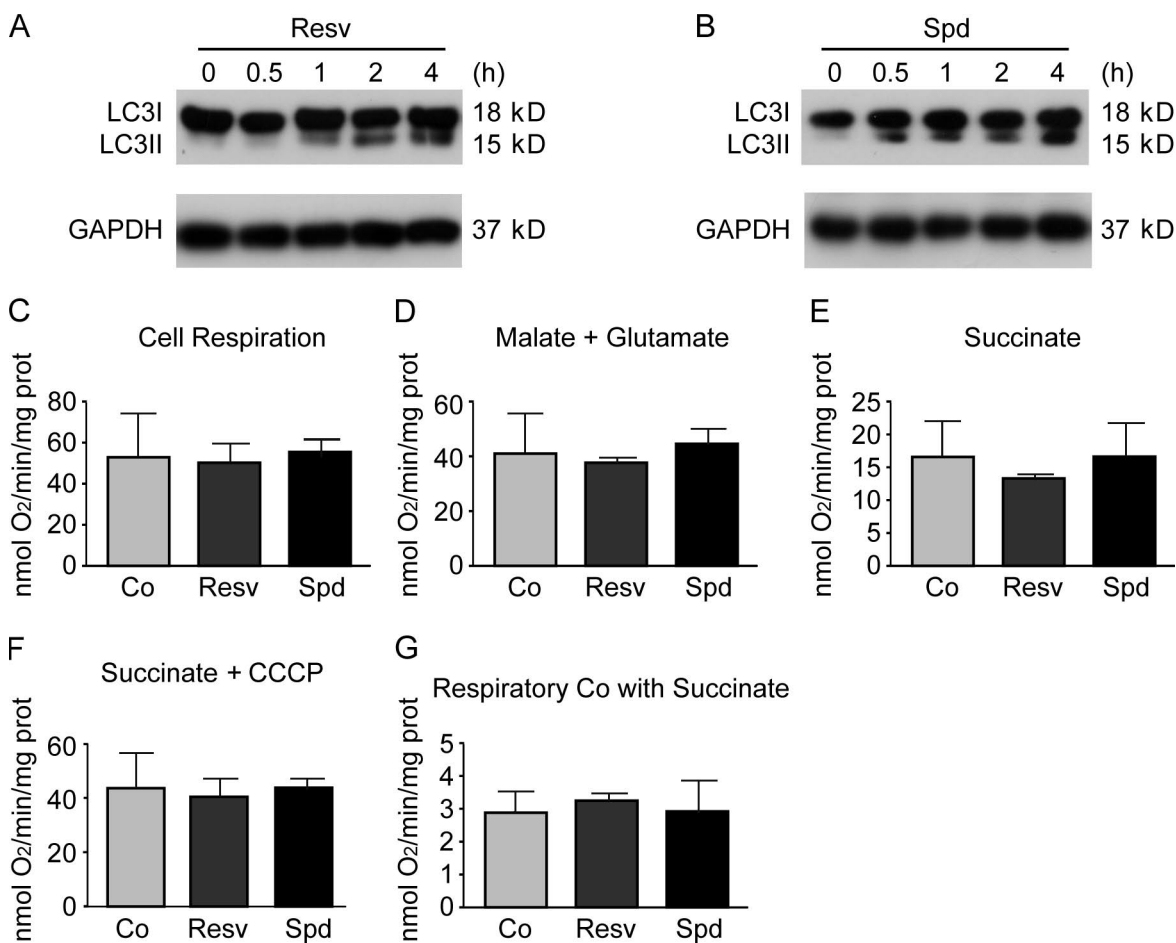 A
Resv
0 0.5 1 2 4 (h)
LC3I 18 kD
LC3II 15 kD
GAPDH 37 kD
B
Spd
0 0.5 1 2 4 (h)
LC3I 18 kD
LC3II 15 kD
GAPDH 37 kD
C
Cell Respiration
nmol O2/min/mg prot
80
60
40
20
0
Co Resv Spd
D
Malate + Glutamate
nmol O2/min/mg prot
60
40
20
0
Co Resv Spd
E
Succinate
nmol O2/min/mg prot
25
20
15
10
5
0
Co Resv Spd
F
Succinate + CCCP
nmol O2/min/mg prot
60
40
20
0
Co Resv Spd
G
Respiratory Co with Succinate
nmol O2/min/mg prot
5
4
3
2
1
0
Co Resv Spd